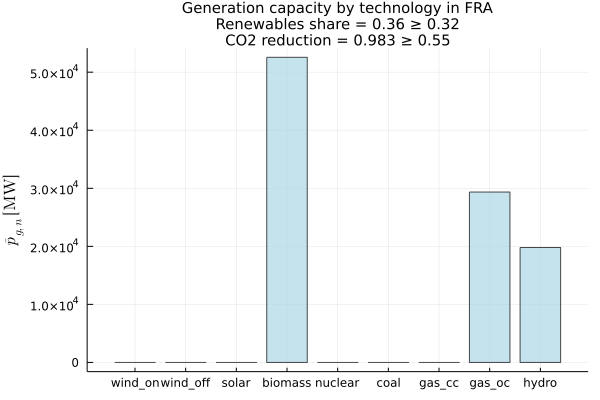 Generation capacity by technology in FRA
Renewables share = 0.36 ≥ 0.32
CO2 reduction = 0.983 ≥ 0.55
p̄g,n [MW]
5.0×10⁴
4.0×10⁴
3.0×10⁴
2.0×10⁴
1.0×10⁴
0
wind_on wind_off solar biomass nuclear coal gas_cc gas_oc hydro